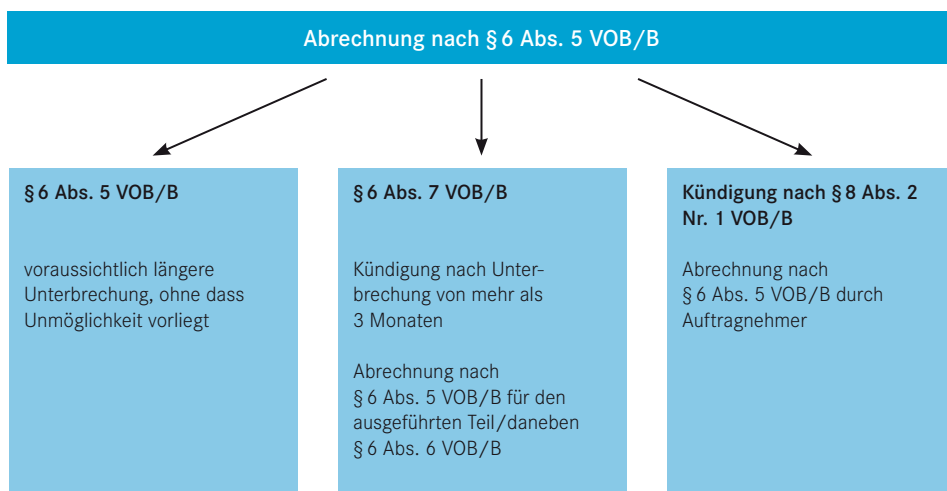 Abrechnung nach § 6 Abs. 5 VOB/B
§ 6 Abs. 5 VOB/B
voraussichtlich längere
Unterbrechung, ohne dass
Unmöglichkeit vorliegt
§ 6 Abs. 7 VOB/B
Kündigung nach Unter-
brechung von mehr als
3 Monaten
Abrechnung nach
§ 6 Abs. 5 VOB/B für den
ausgeführten Teil/daneben
§ 6 Abs. 6 VOB/B
Kündigung nach § 8 Abs. 2
Nr. 1 VOB/B
Abrechnung nach
§ 6 Abs. 5 VOB/B durch
Auftragnehmer